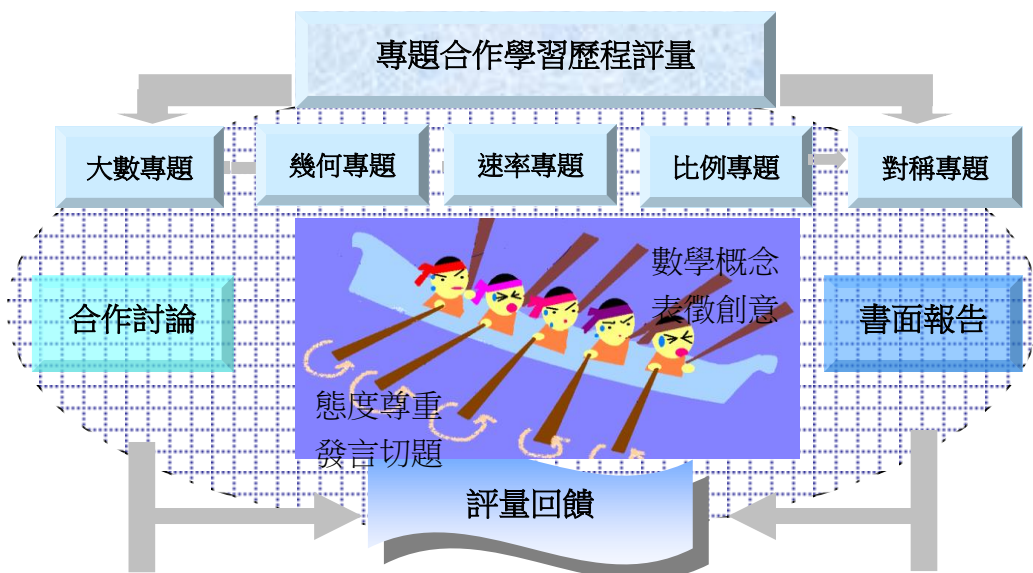 專題合作學習歷程評量
大數專題
幾何專題
速率專題
比例專題
對稱專題
合作討論
數學概念
表徵創意
書面報告
態度尊重
發言切題
評量回饋